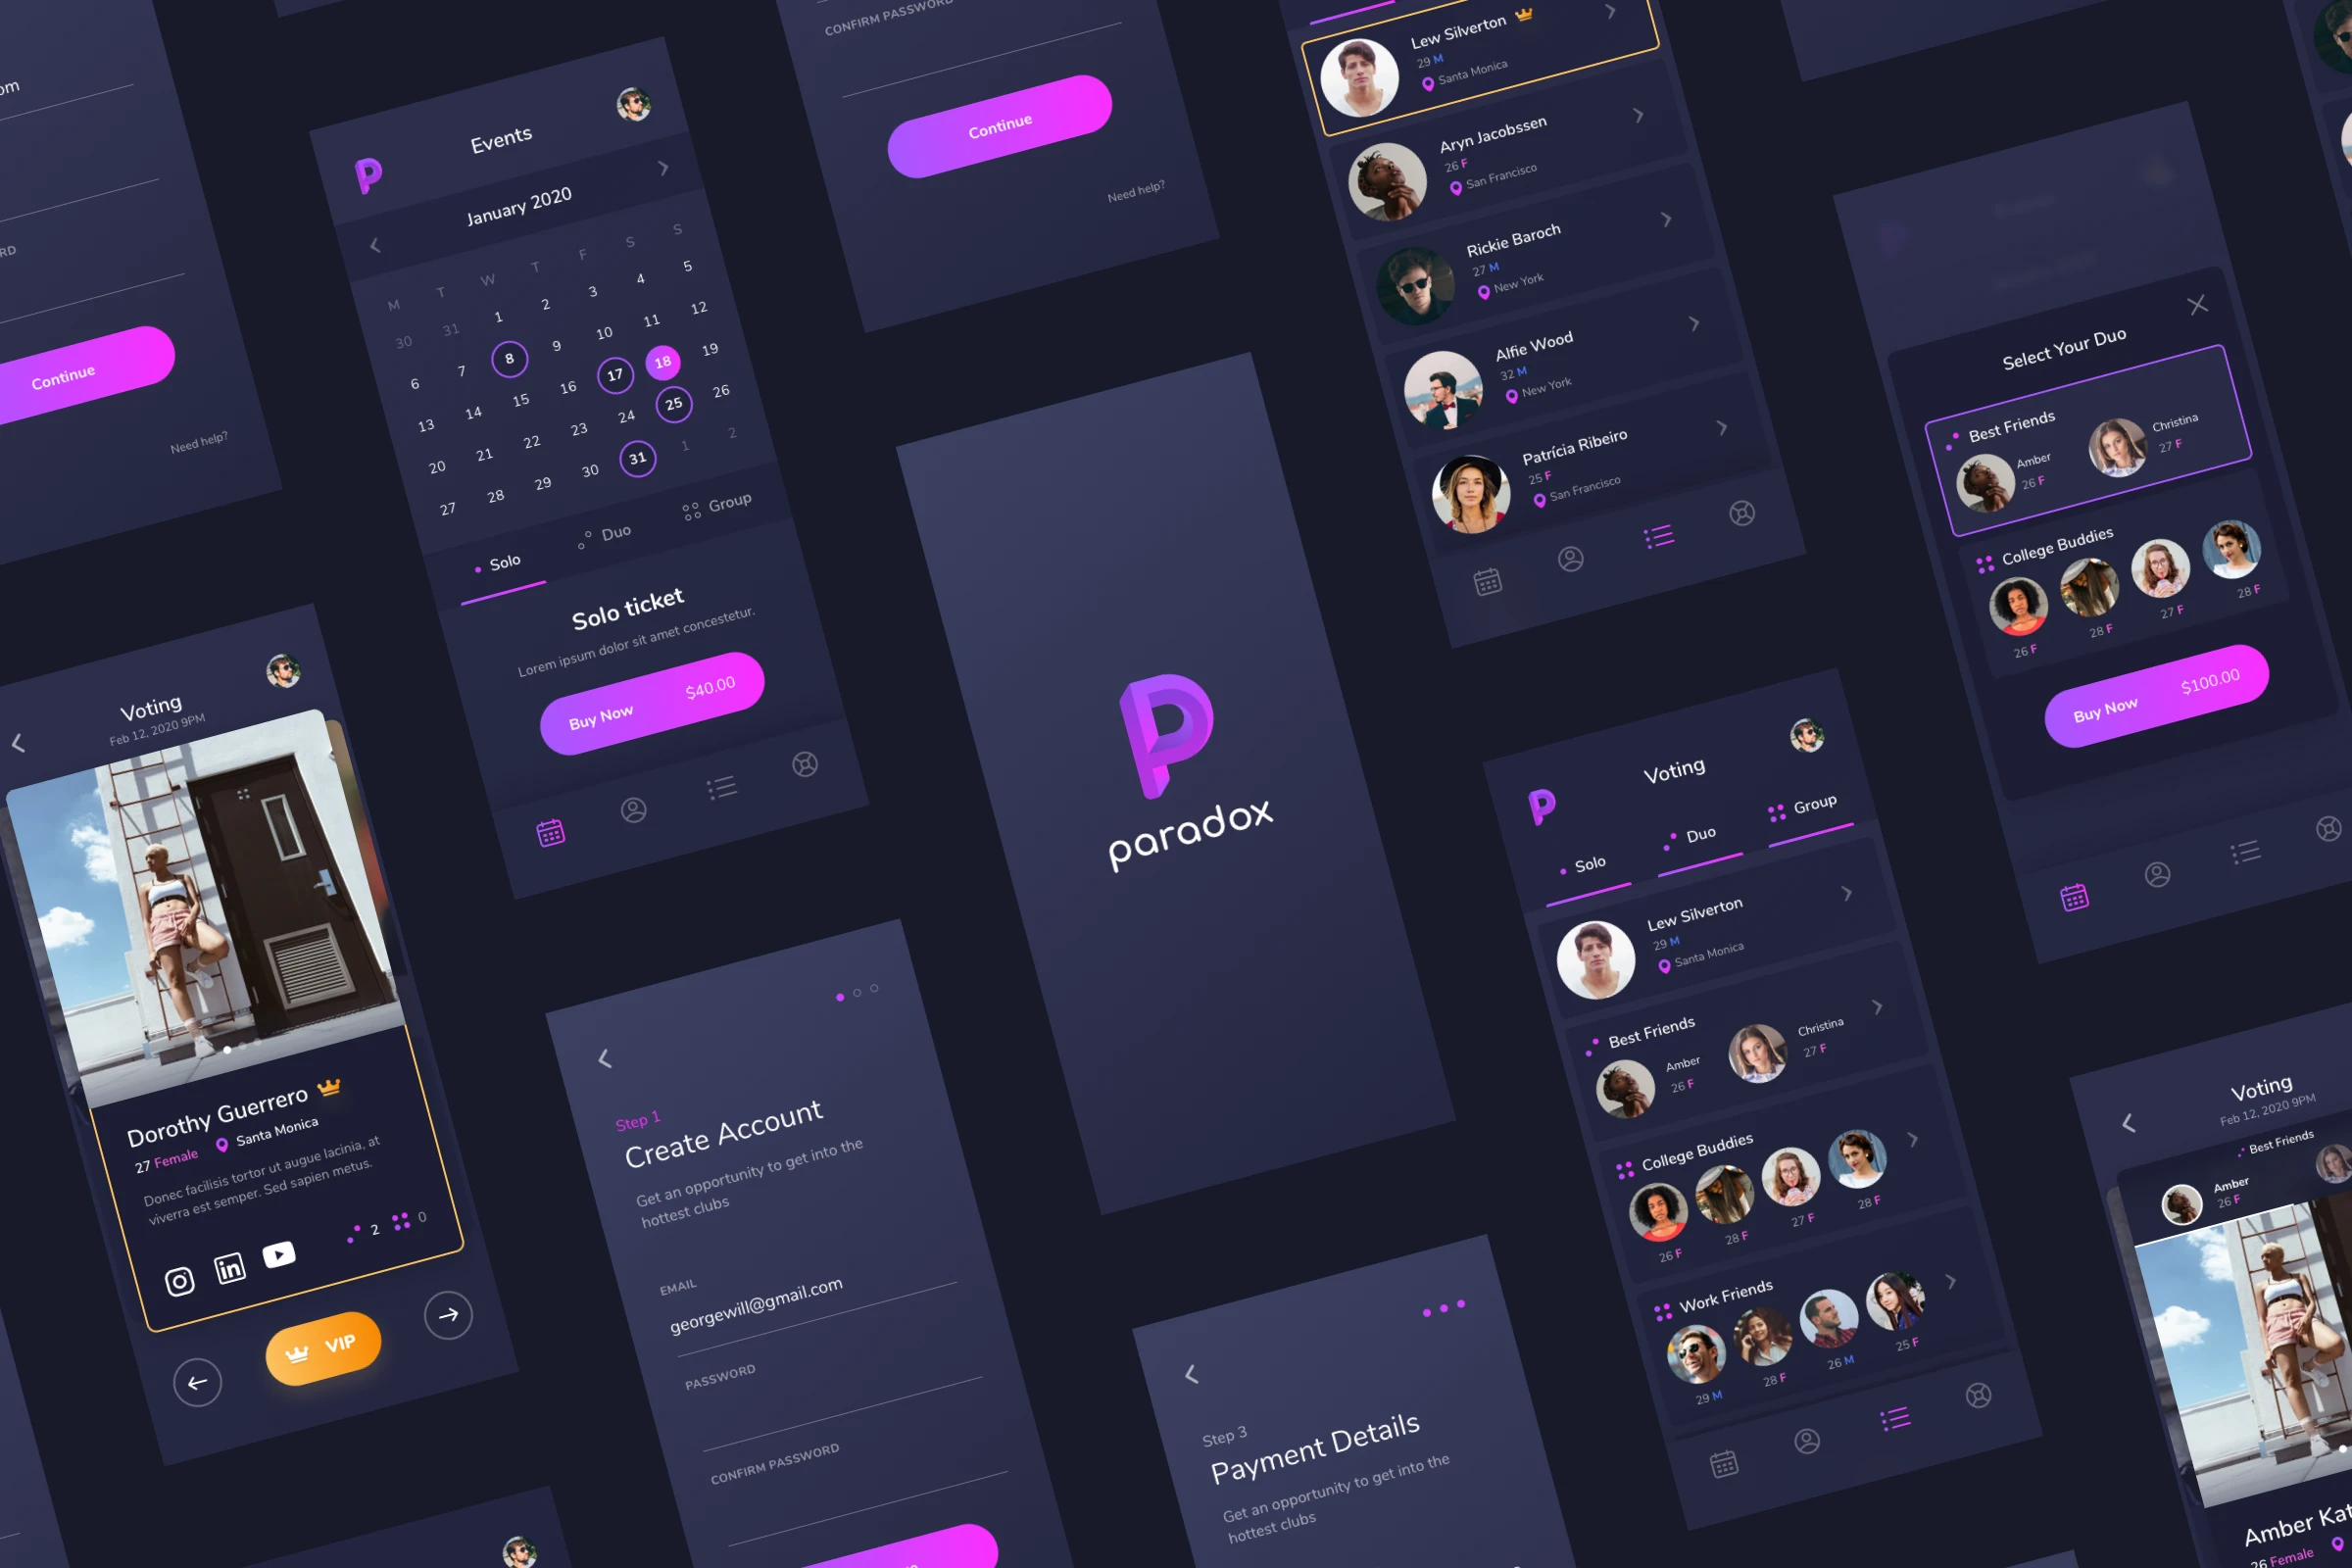 om
RD
Continue
Need help?
Events
January 2020
M T W T F S S
30 31 1 2 3 4 5
6 7 8 9 10 11 12
13 14 15 16 17 18 19
20 21 22 23 24 25 26
27 28 29 30 31 1 2
Solo Duo Group
Solo ticket
Lorem ipsum dolor sit amet concestetur.
Buy Now $40.00
Voting
Feb 12, 2020 9PM
Dorothy Guerrero
27 Female Santa Monica
Donec facilisis tortor ut augue lacinia, at
viverra est semper. Sed sapien metus.
2 0
in
VIP
CONFIRM PASSWORD
Continue
Need help?
P
paradox
Step 1
Create Account
Get an opportunity to get into the
hottest clubs
EMAIL
georgewill@gmail.com
PASSWORD
CONFIRM PASSWORD
Step 3
Payment Details
Get an opportunity to get into the
hottest clubs
Lew Silverton
29 M
Santa Monica
Aryn Jacobssen
26 F
San Francisco
Rickie Baroch
27 M
New York
Alfie Wood
32 M
New York
Patrícia Ribeiro
25 F
San Francisco
Voting
Solo Duo Group
Lew Silverton
29 M
Santa Monica
Best Friends
Amber
26 F
Christina
27 F
College Buddies
26 F 28 F 27 F 28 F
Work Friends
29 M 28 F 26 M 25 F
Select Your Duo
Best Friends
Amber
26 F
Christina
27 F
College Buddies
26 F 28 F 27 F 28 F
Buy Now $100.00
Voting
Feb 12, 2020 9PM
Best Friends
Amber
26 F
Amber Kat
26 Female